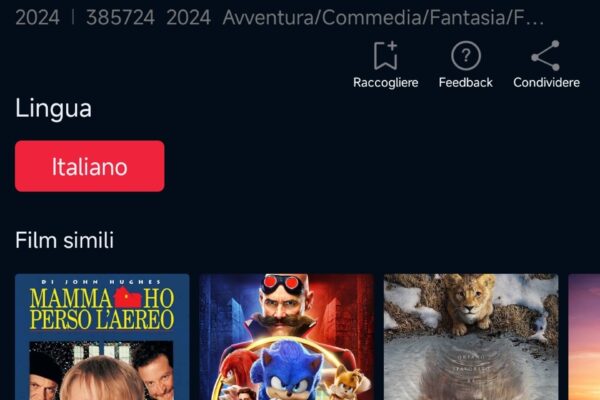 2024 | 385724 2024 Avventura/Commedia/Fantasia/F...
Raccogliere Feedback Condividere
Lingua
Italiano
Film simili
DI JOHN HUGHES
MAMMA HO
PERSO L'AEREO